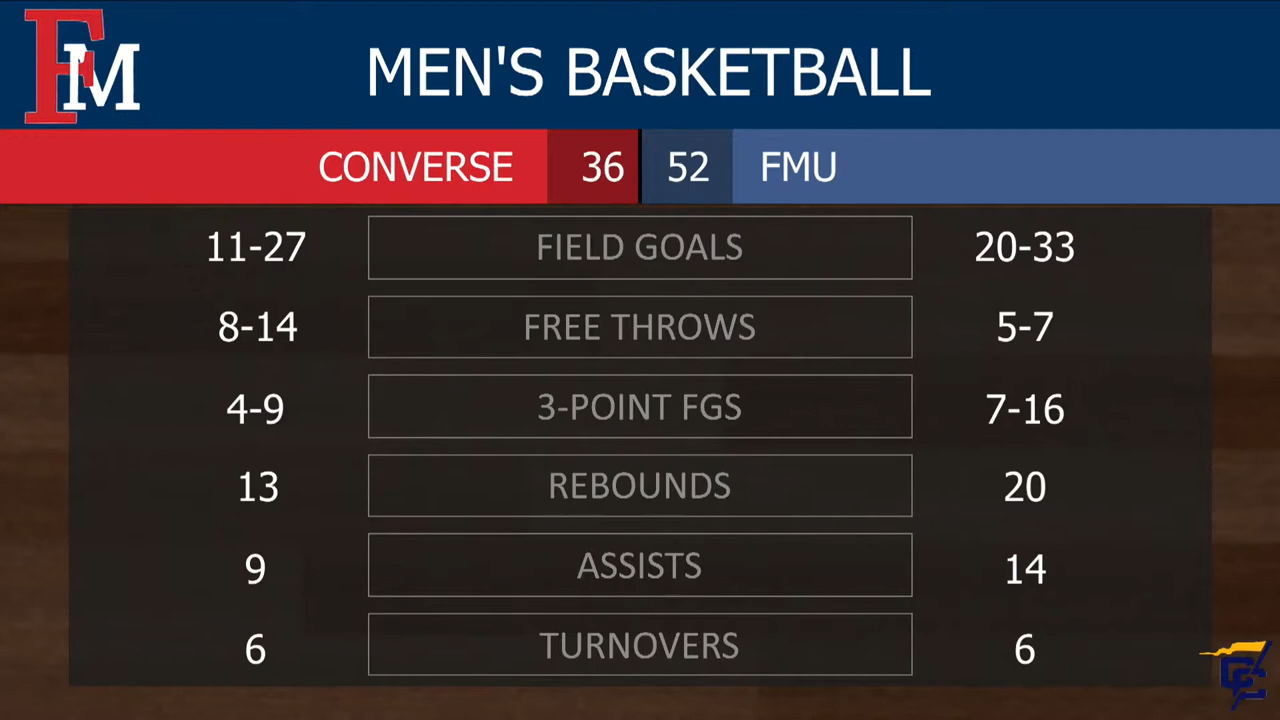 FM
MEN'S BASKETBALL
CONVERSE 36 52 FMU
11-27 FIELD GOALS 20-33
8-14 FREE THROWS 5-7
4-9 3-POINT FGS 7-16
13 REBOUNDS 20
9 ASSISTS 14
6 TURNOVERS 6